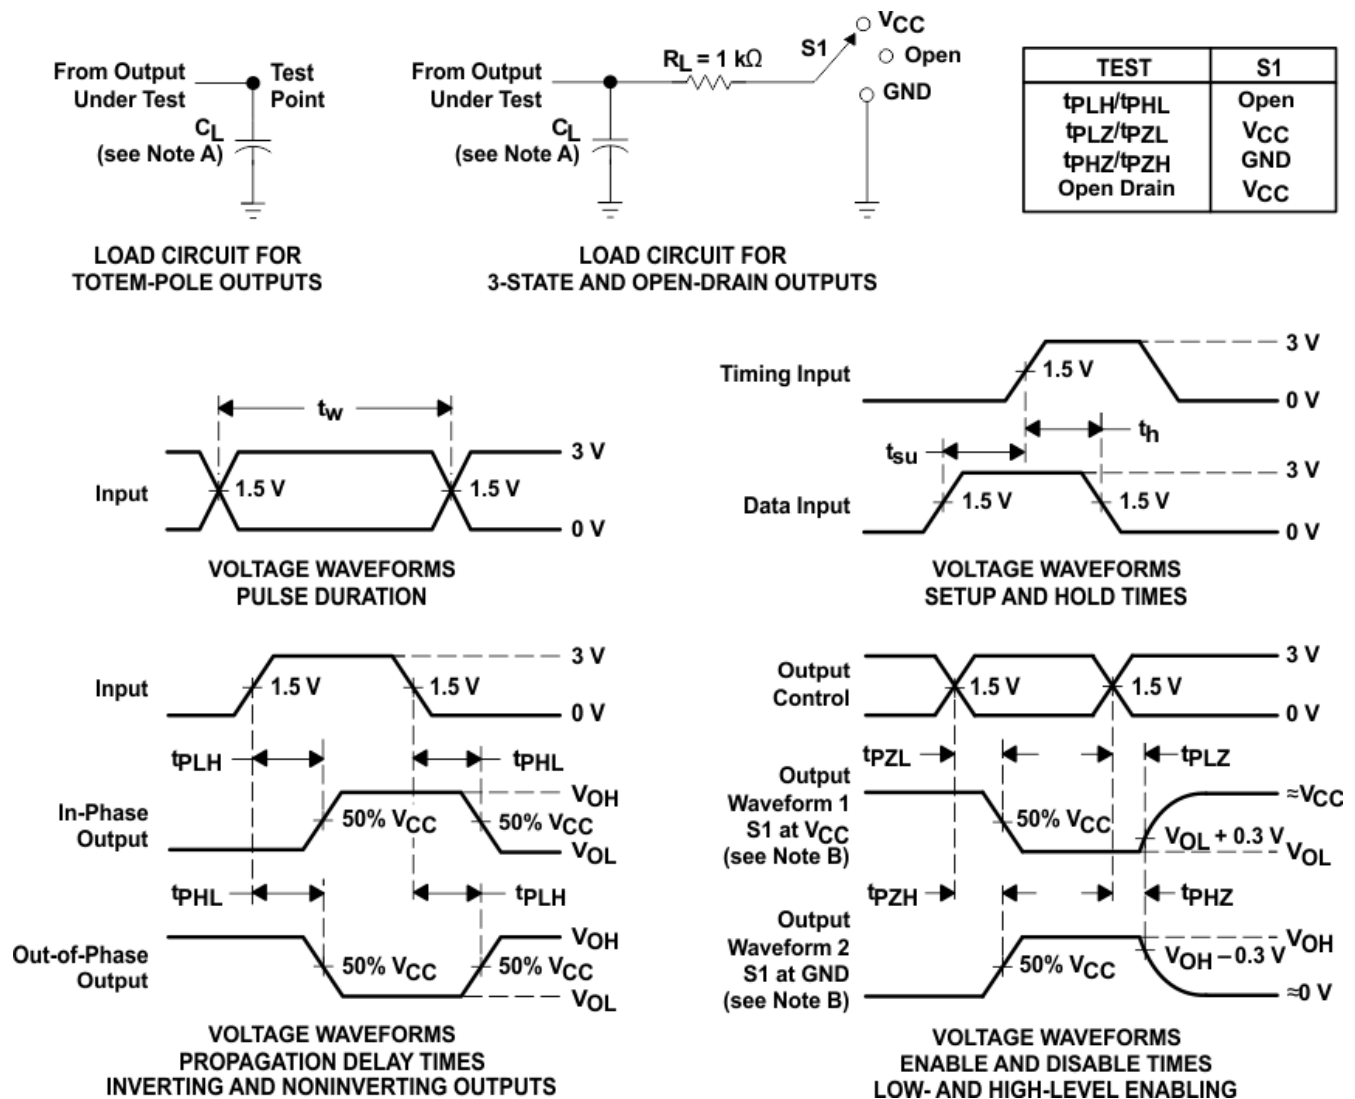 From Output
Under Test
Test
Point
CL
(see Note A)
LOAD CIRCUIT FOR
TOTEM-POLE OUTPUTS
From Output
Under Test
CL
(see Note A)
RL = 1 kΩ
S1
VCC
Open
GND
LOAD CIRCUIT FOR
3-STATE AND OPEN-DRAIN OUTPUTS
TEST S1
tPLH/tPHL Open
tPLZ/tPZL VCC
tPHZ/tPZH GND
Open Drain VCC
tw
Input
1.5 V
1.5 V
3 V
0 V
VOLTAGE WAVEFORMS
PULSE DURATION
Timing Input
1.5 V
3 V
0 V
th
tsu
Data Input
1.5 V
1.5 V
3 V
0 V
VOLTAGE WAVEFORMS
SETUP AND HOLD TIMES
Input
1.5 V
1.5 V
3 V
0 V
tPLH
tPHL
In-Phase
Output
50% VCC
50% VCC
VOH
VOL
tPHL
tPLH
Out-of-Phase
Output
50% VCC
50% VCC
VOH
VOL
VOLTAGE WAVEFORMS
PROPAGATION DELAY TIMES
INVERTING AND NONINVERTING OUTPUTS
Output
Control
1.5 V
1.5 V
3 V
0 V
tPZL
tPLZ
Output
Waveform 1
S1 at VCC
(see Note B)
50% VCC
VOL + 0.3 V
≈VCC
VOL
tPZH
tPHZ
Output
Waveform 2
S1 at GND
(see Note B)
50% VCC
VOH − 0.3 V
VOH
≈0 V
VOLTAGE WAVEFORMS
ENABLE AND DISABLE TIMES
LOW- AND HIGH-LEVEL ENABLING